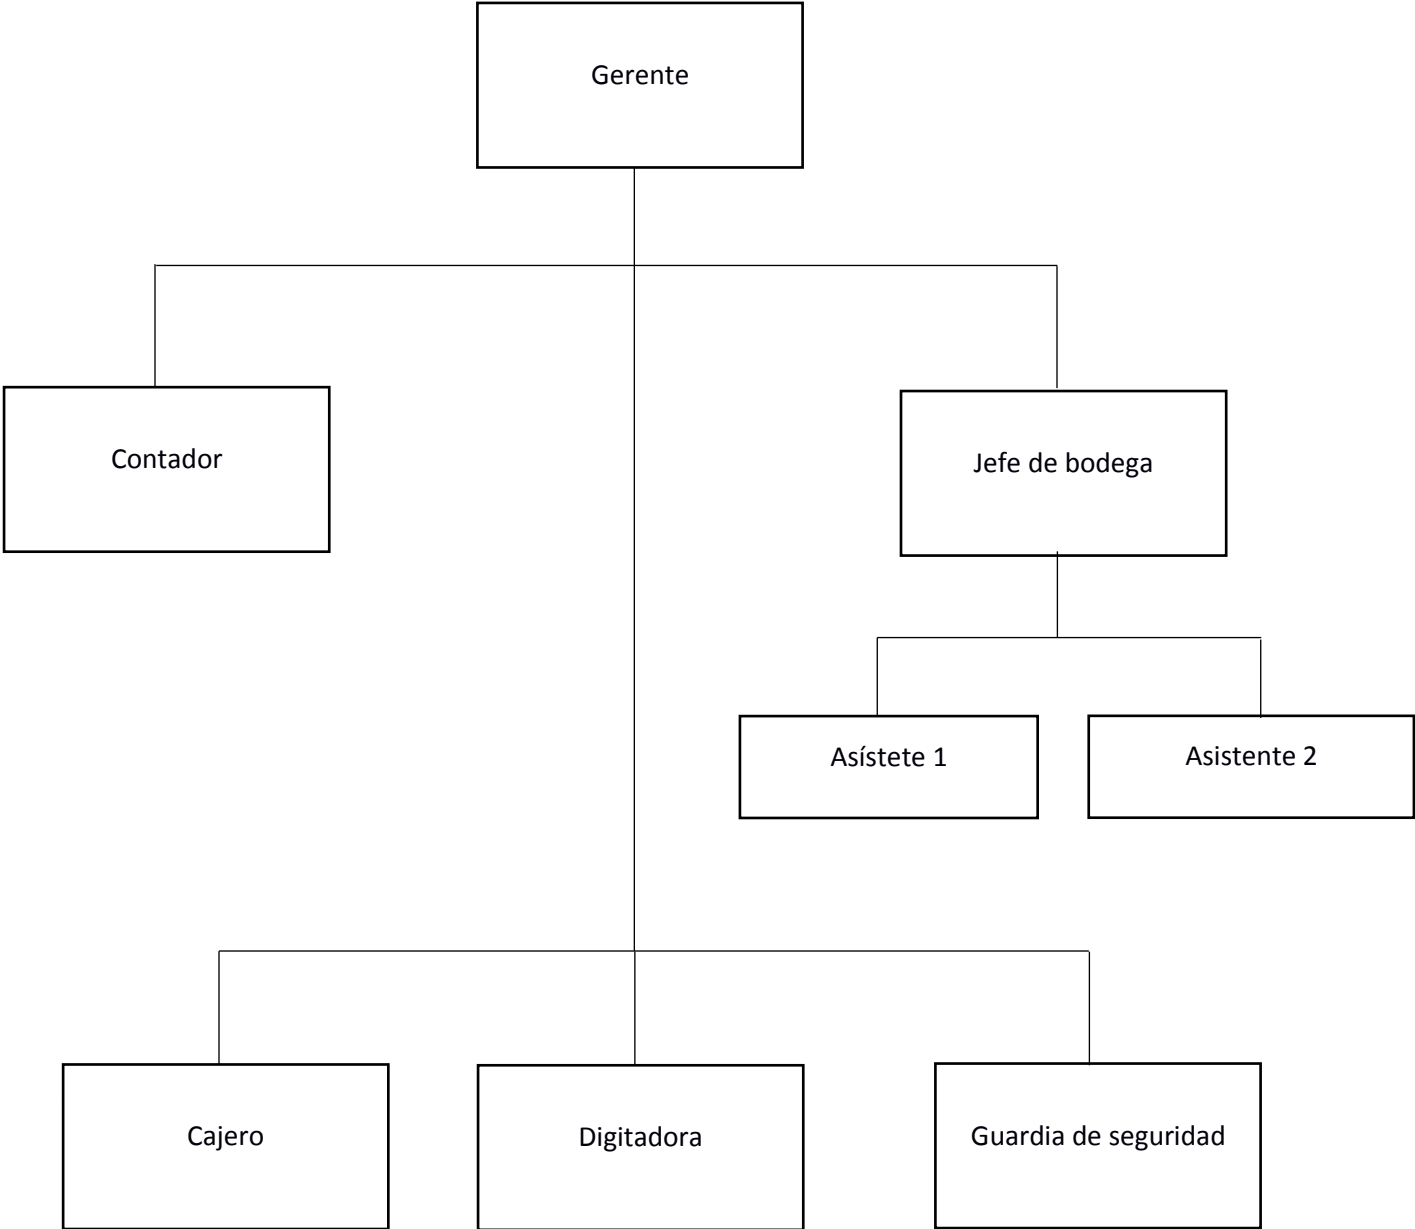 Gerente
Contador
Jefe de bodega
Asístete 1
Asistente 2
Cajero
Digitadora
Guardia de seguridad